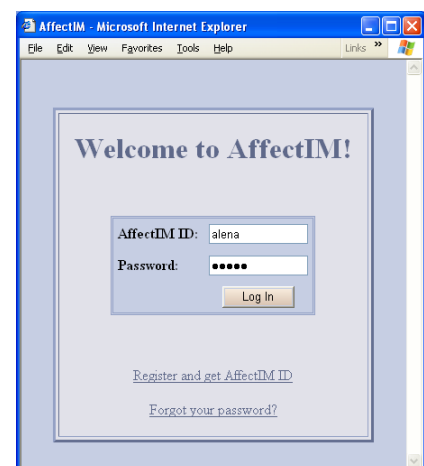 AffectIM - Microsoft Internet Explorer
File Edit View Favorites Tools Help Links »
Welcome to AffectIM!
AffectIM ID: alena
Password: ●●●●●
Log In
Register and get AffectIM ID
Forgot your password?